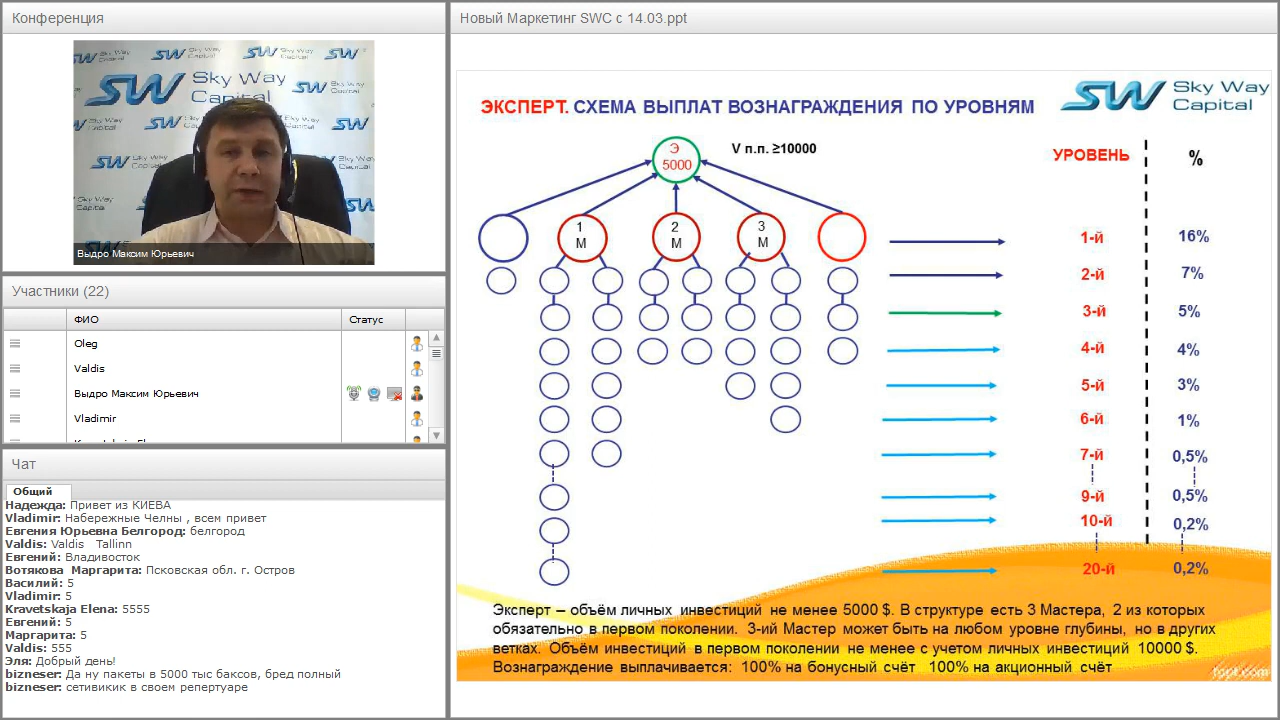 Конференция
Sky Way
Capital
Выдро Максим Юрьевич
Участники (22)
ФИО
Статус
Oleg
Valdis
Выдро Максим Юрьевич
Vladimir
Чат
Общий
Надежда: Привет из КИЕВА
Vladimir: Набережные Челны , всем привет
Евгения Юрьевна Белгород: белгород
Valdis: Valdis Tallinn
Евгений: Владивосток
Вотякова Маргарита: Псковская обл. г. Остров
Василий: 5
Vladimir: 5
Kravetskaja Elena: 5555
Евгений: 5
Маргарита: 5
Valdis: 555
Эля: Добрый день!
bizneser: Да ну пакеты в 5000 тыс баксов, бред полный
bizneser: сетивикик в своем репертуаре
Новый Маркетинг SWC с 14.03.ppt
ЭКСПЕРТ. СХЕМА ВЫПЛАТ ВОЗНАГРАЖДЕНИЯ ПО УРОВНЯМ
SW Sky Way
Capital
Э
5000
V п.п. ≥10000
УРОВЕНЬ %
1
М
2
М
3
М
1-й 16%
2-й 7%
3-й 5%
4-й 4%
5-й 3%
6-й 1%
7-й 0,5%
9-й 0,5%
10-й 0,2%
20-й 0,2%
Эксперт – объём личных инвестиций не менее 5000 $. В структуре есть 3 Мастера, 2 из которых
обязательно в первом поколении. 3-ий Мастер может быть на любом уровне глубины, но в других
ветках. Объём инвестиций в первом поколении не менее с учетом личных инвестиций 10000 $.
Вознаграждение выплачивается: 100% на бонусный счёт 100% на акционный счёт
fppt.com